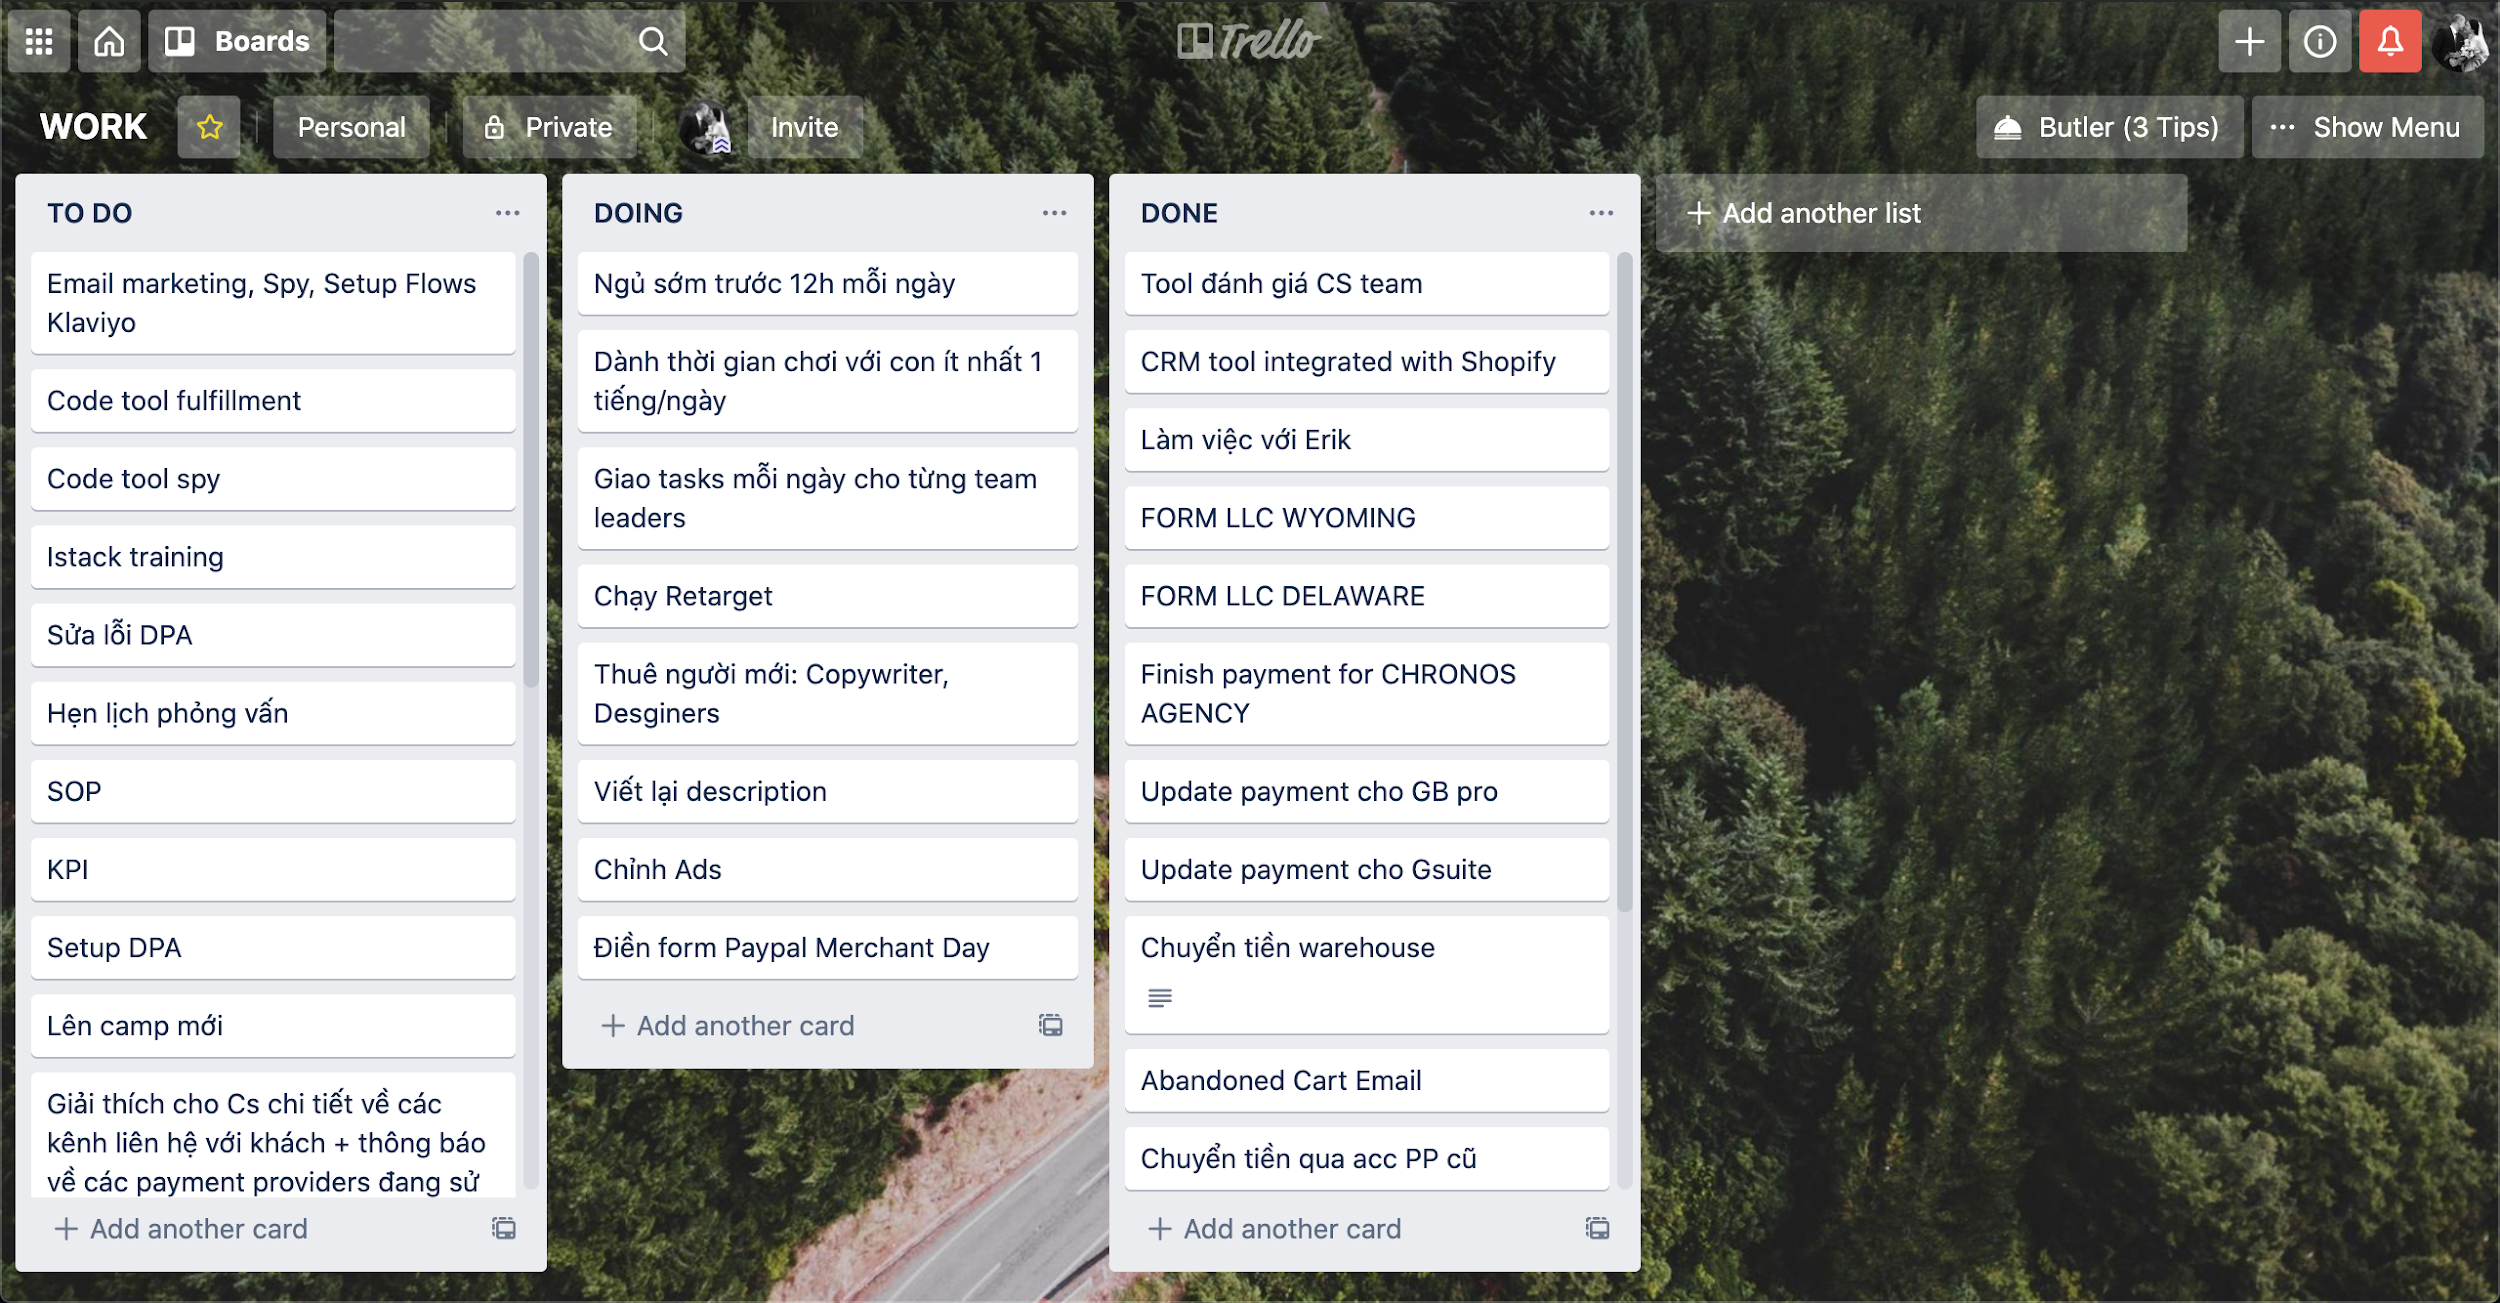 Boards
Trello
WORK
Personal
Private
Invite
Butler (3 Tips)
Show Menu
TO DO
Email marketing, Spy, Setup Flows
Klaviyo
Code tool fulfillment
Code tool spy
Istack training
Sửa lỗi DPA
Hẹn lịch phỏng vấn
SOP
KPI
Setup DPA
Lên camp mới
Giải thích cho Cs chi tiết về các
kênh liên hệ với khách + thông báo
về các payment providers đang sử
+ Add another card
DOING
Ngủ sớm trước 12h mỗi ngày
Dành thời gian chơi với con ít nhất 1
tiếng/ngày
Giao tasks mỗi ngày cho từng team
leaders
Chạy Retarget
Thuê người mới: Copywriter,
Desginers
Viết lại description
Chỉnh Ads
Điền form Paypal Merchant Day
+ Add another card
DONE
Tool đánh giá CS team
CRM tool integrated with Shopify
Làm việc với Erik
FORM LLC WYOMING
FORM LLC DELAWARE
Finish payment for CHRONOS
AGENCY
Update payment cho GB pro
Update payment cho Gsuite
Chuyển tiền warehouse
Abandoned Cart Email
Chuyển tiền qua acc PP cũ
+ Add another card
+ Add another list